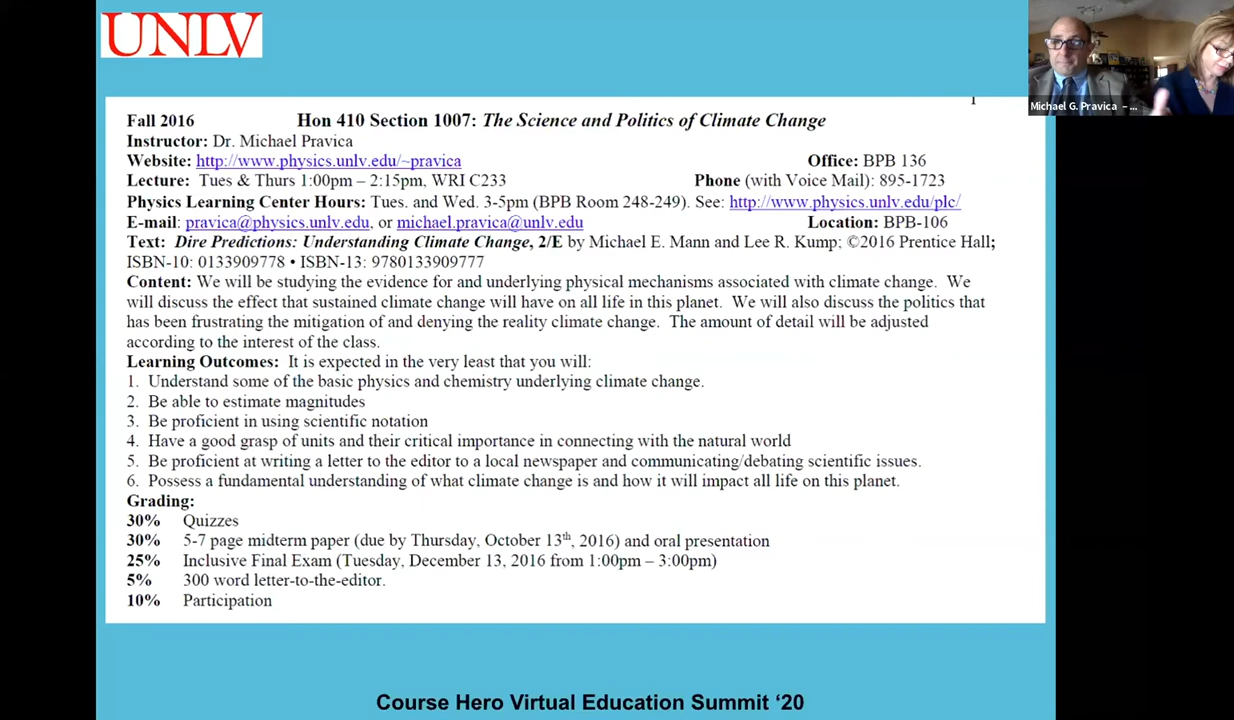 UNLV
Michael G. Pravica – ...
1
Fall 2016 Hon 410 Section 1007: The Science and Politics of Climate Change
Instructor: Dr. Michael Pravica
Website: http://www.physics.unlv.edu/~pravica Office: BPB 136
Lecture: Tues & Thurs 1:00pm – 2:15pm, WRI C233 Phone (with Voice Mail): 895-1723
Physics Learning Center Hours: Tues. and Wed. 3-5pm (BPB Room 248-249). See: http://www.physics.unlv.edu/plc/
E-mail: pravica@physics.unlv.edu, or michael.pravica@unlv.edu Location: BPB-106
Text: Dire Predictions: Understanding Climate Change, 2/E by Michael E. Mann and Lee R. Kump; ©2016 Prentice Hall;
ISBN-10: 0133909778 • ISBN-13: 9780133909777
Content: We will be studying the evidence for and underlying physical mechanisms associated with climate change. We
will discuss the effect that sustained climate change will have on all life in this planet. We will also discuss the politics that
has been frustrating the mitigation of and denying the reality climate change. The amount of detail will be adjusted
according to the interest of the class.
Learning Outcomes: It is expected in the very least that you will:
1. Understand some of the basic physics and chemistry underlying climate change.
2. Be able to estimate magnitudes
3. Be proficient in using scientific notation
4. Have a good grasp of units and their critical importance in connecting with the natural world
5. Be proficient at writing a letter to the editor to a local newspaper and communicating/debating scientific issues.
6. Possess a fundamental understanding of what climate change is and how it will impact all life on this planet.
Grading:
30% Quizzes
30% 5-7 page midterm paper (due by Thursday, October 13th, 2016) and oral presentation
25% Inclusive Final Exam (Tuesday, December 13, 2016 from 1:00pm – 3:00pm)
5% 300 word letter-to-the-editor.
10% Participation
Course Hero Virtual Education Summit ‘20